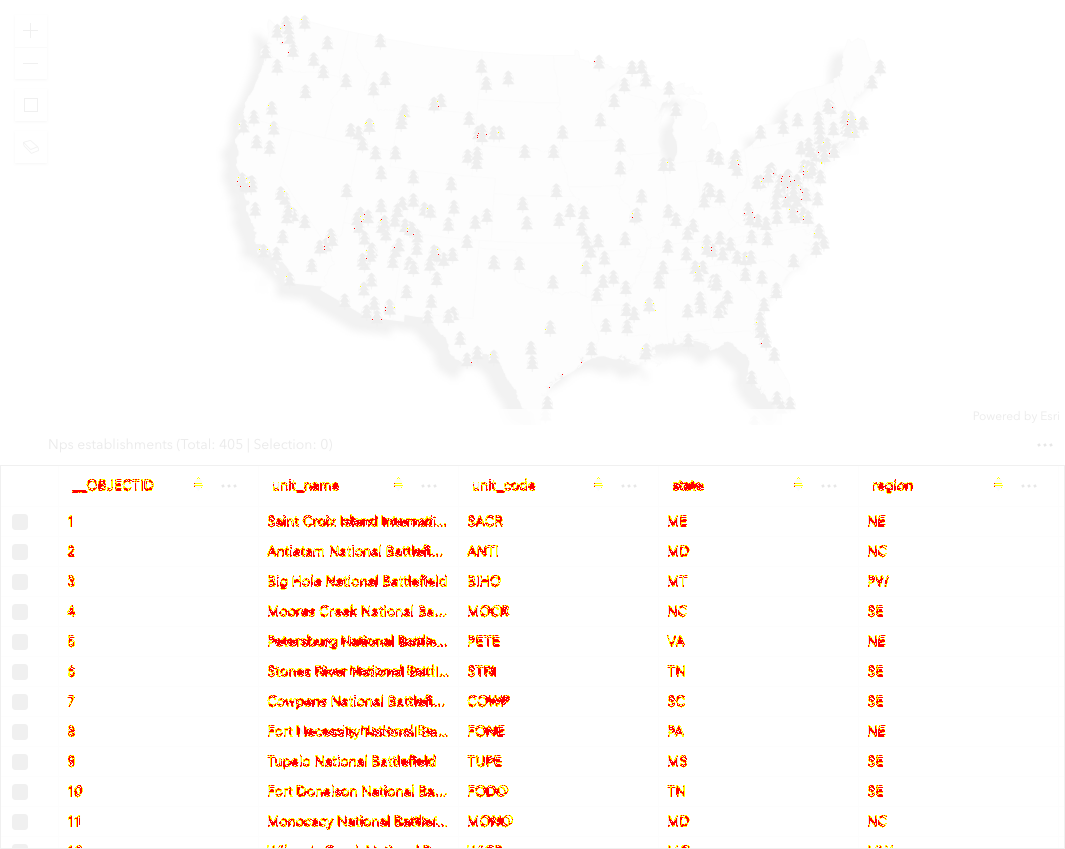 Powered by Esri
Nps establishments (Total: 405 | Selection: 0)
__OBJECTID unit_name unit_code state region
1 Saint Croix Island Internati... SACR ME NE
2 Antietam National Battlefi... ANTI MD NC
3 Big Hole National Battlefield BIHO MT PW
4 Moores Creek National Ba... MOCR NC SE
5 Petersburg National Battle... PETE VA NE
6 Stones River National Battl... STRI TN SE
7 Cowpens National Battlefi... COWP SC SE
8 Fort Necessity National Ba... FONE PA NE
9 Tupelo National Battlefield TUPE MS SE
10 Fort Donelson National Ba... FODO TN SE
11 Monocacy National Battlef... MONO MD NC